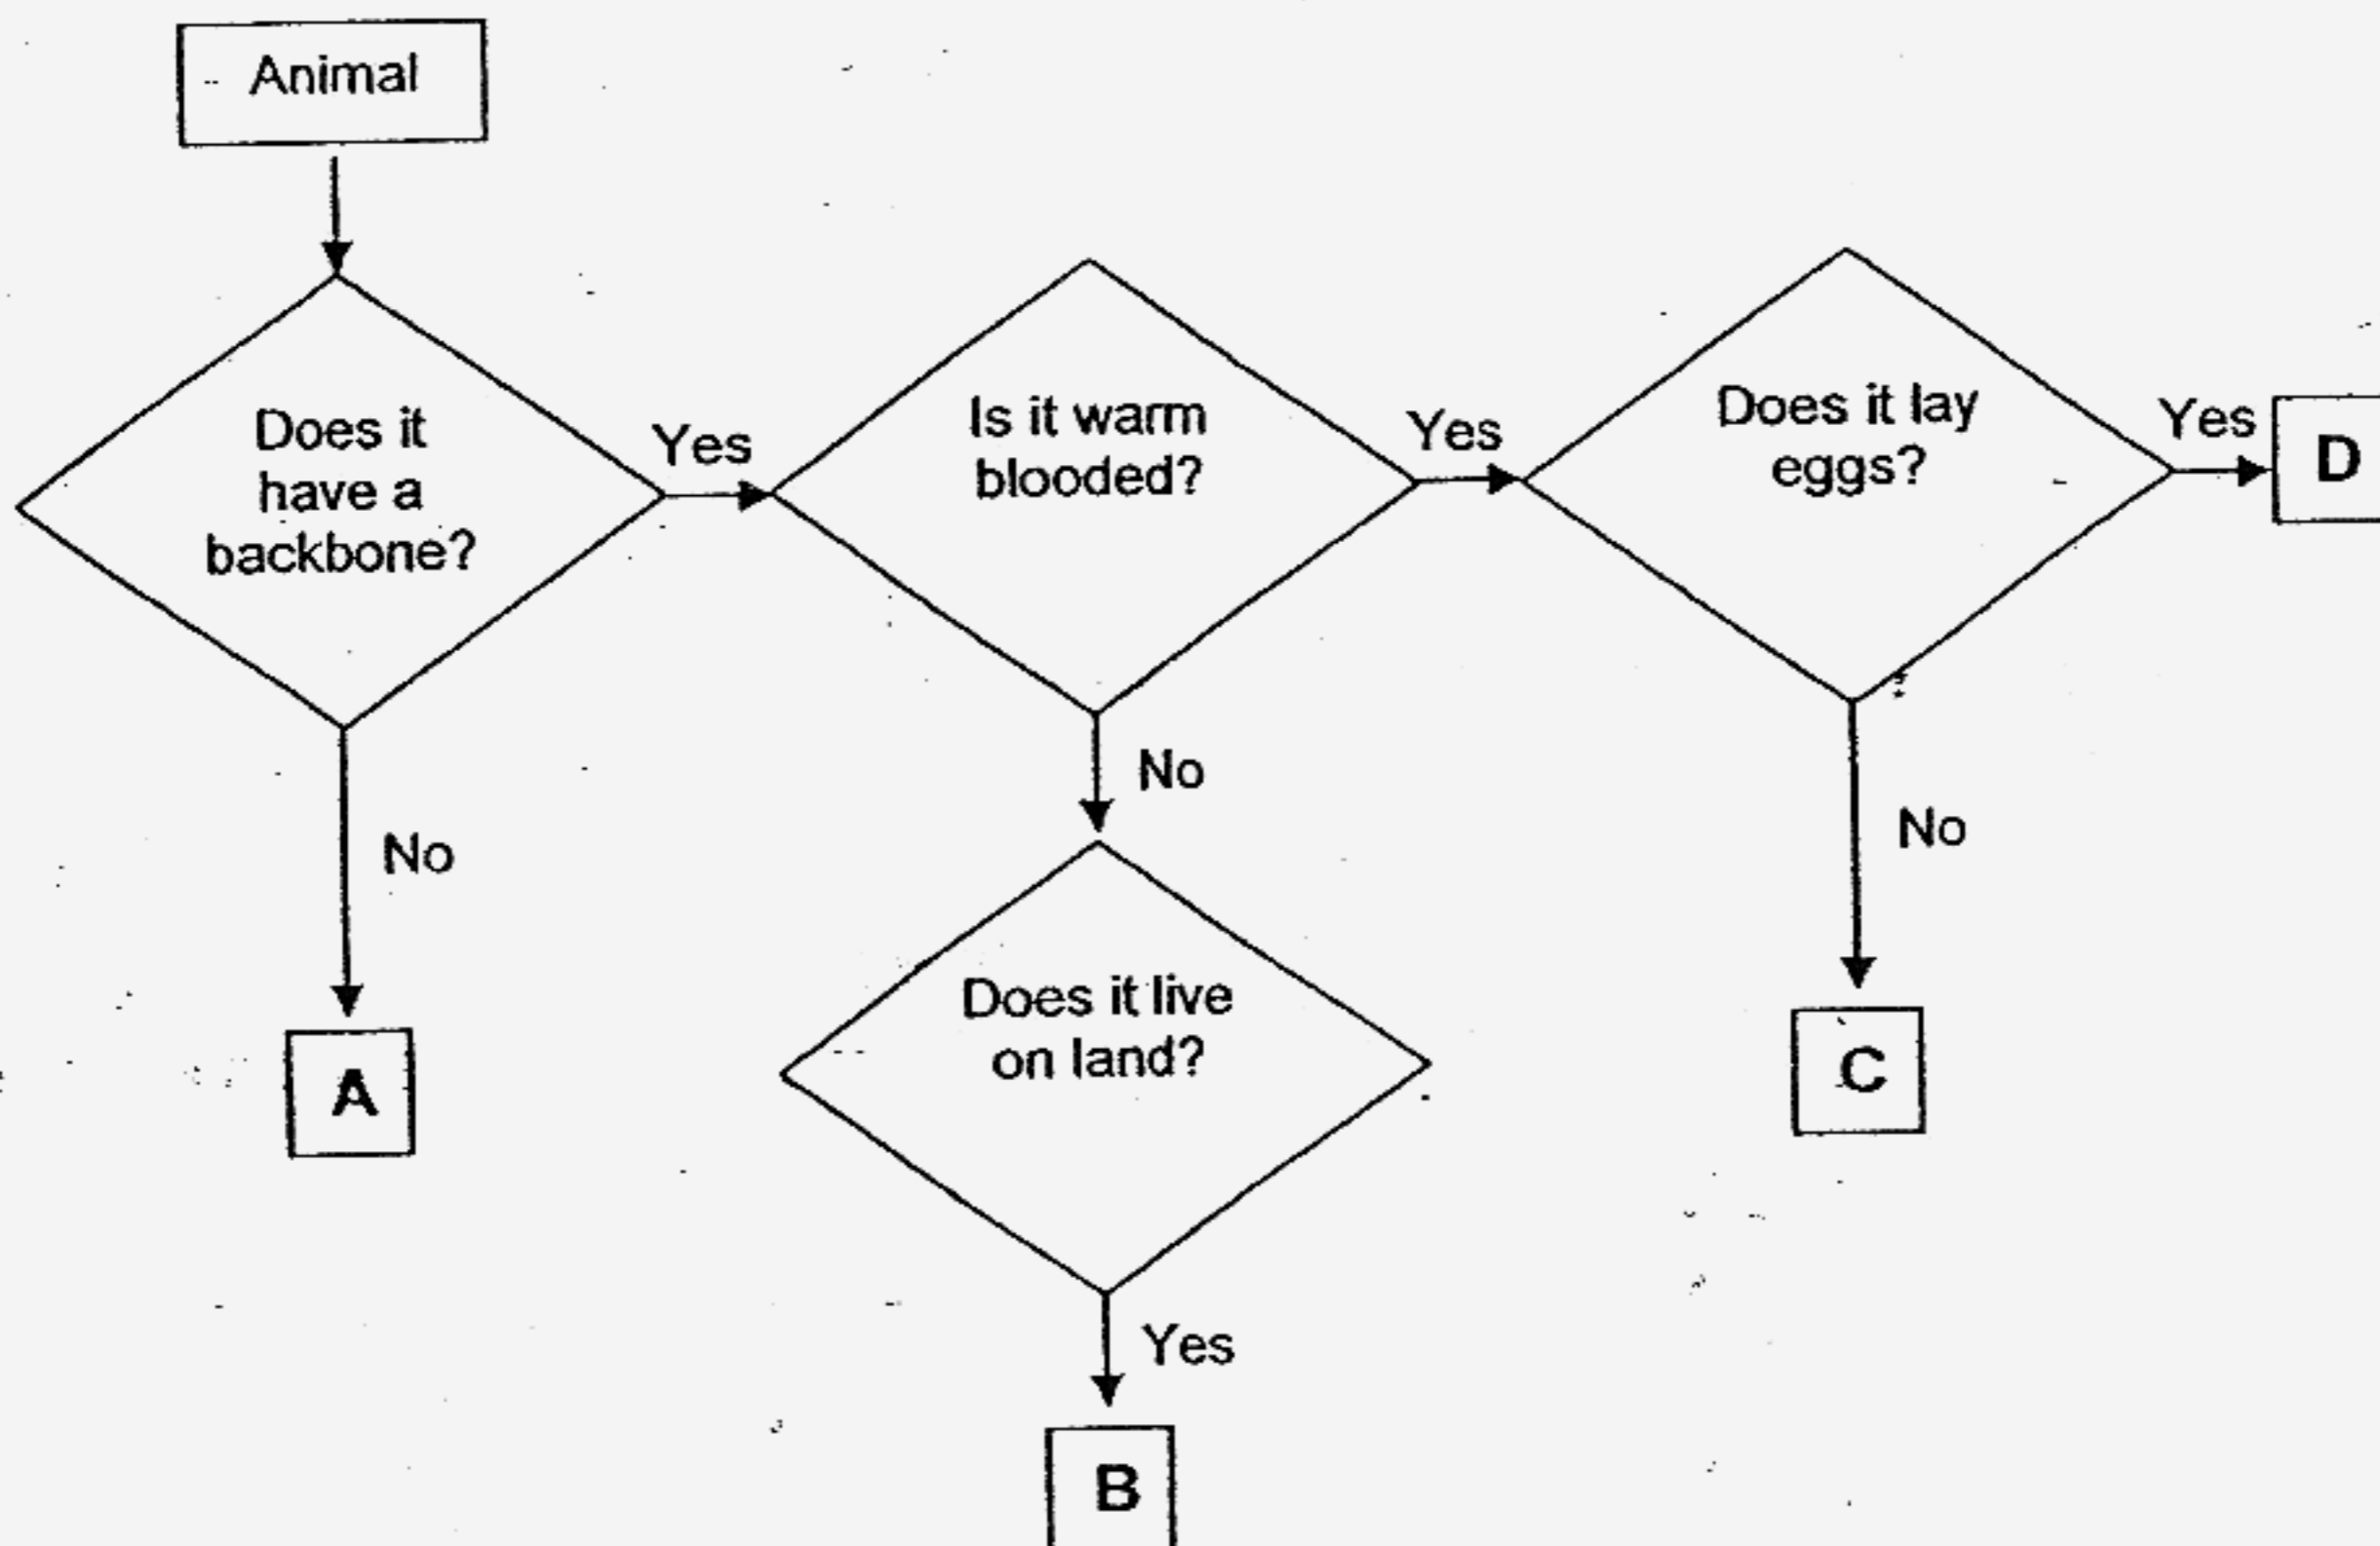 Animal
Does it
have a
backbone?
Yes
Is it warm
blooded?
Yes
Does it lay
eggs?
Yes
D
No
A
No
Does it live
on land?
Yes
B
No
C